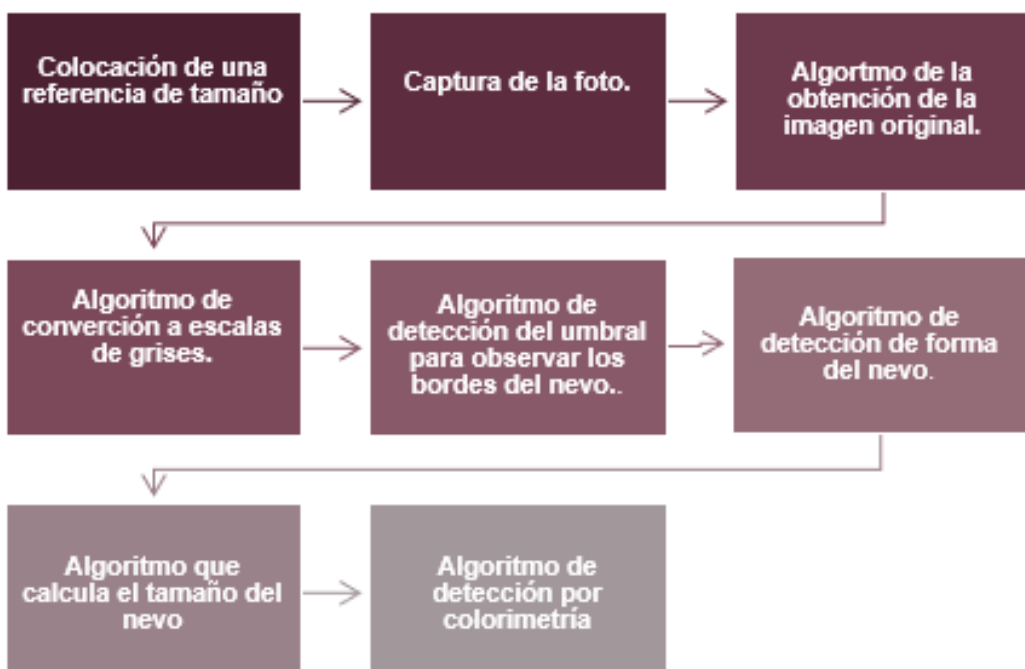 Colocación de una
referencia de tamaño
Captura de la foto.
Algortmo de la
obtención de la
imagen original.
Algoritmo de
converción a escalas
de grises.
Algoritmo de
detección del umbral
para observar los
bordes del nevo..
Algoritmo de
detección de forma
del nevo.
Algoritmo que
calcula el tamaño del
nevo
Algoritmo de
detección por
colorimetría